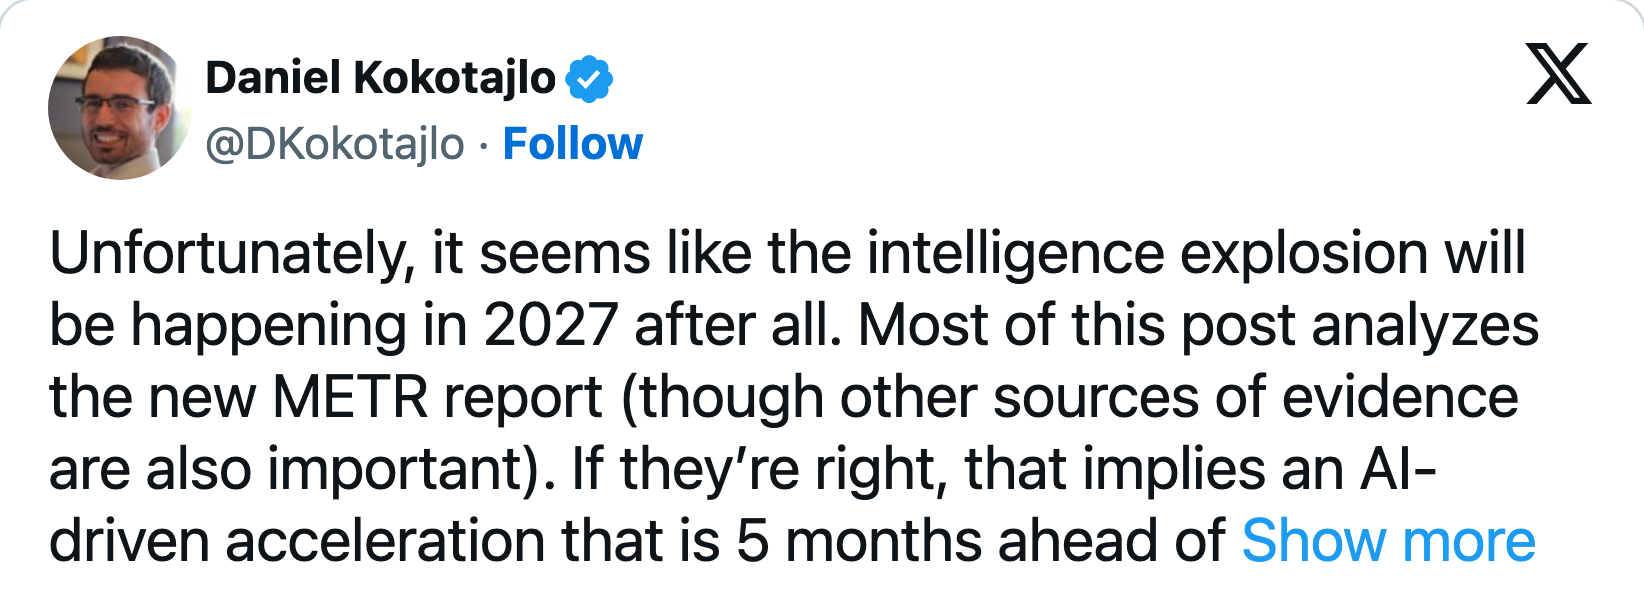 Daniel Kokotajlo
@DKokotajlo · Follow
Unfortunately, it seems like the intelligence explosion will
be happening in 2027 after all. Most of this post analyzes
the new METR report (though other sources of evidence
are also important). If they’re right, that implies an AI-
driven acceleration that is 5 months ahead of Show more